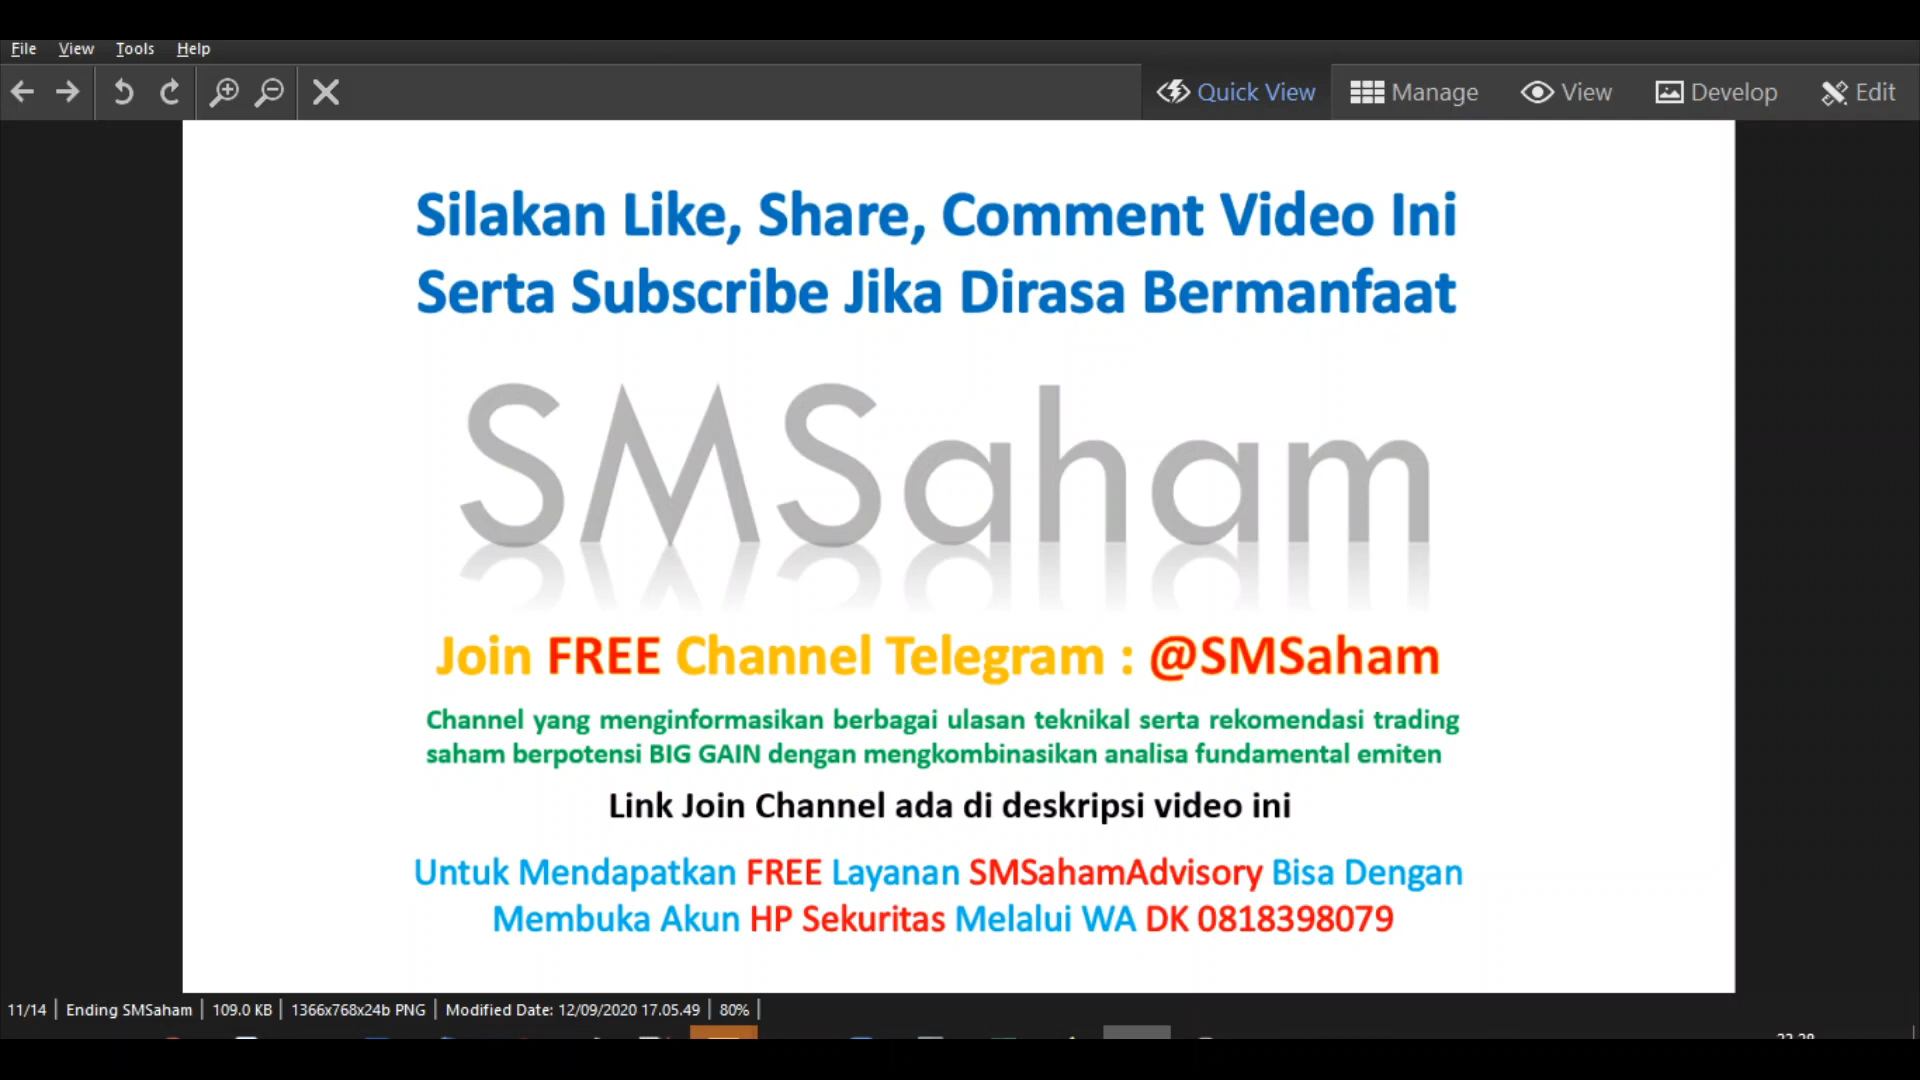 File View Tools Help
Quick View Manage View Develop Edit
Silakan Like, Share, Comment Video Ini
Serta Subscribe Jika Dirasa Bermanfaat
SMSaham
Join FREE Channel Telegram : @SMSaham
Channel yang menginformasikan berbagai ulasan teknikal serta rekomendasi trading
saham berpotensi BIG GAIN dengan mengkombinasikan analisa fundamental emiten
Link Join Channel ada di deskripsi video ini
Untuk Mendapatkan FREE Layanan SMSahamAdvisory Bisa Dengan
Membuka Akun HP Sekuritas Melalui WA DK 0818398079
11/14 Ending SMSaham 109.0 KB 1366x768x24b PNG Modified Date: 12/09/2020 17.05.49 80%